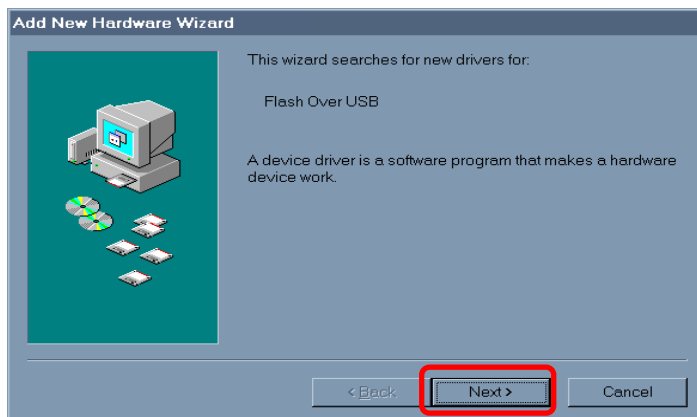 Add New Hardware Wizard
This wizard searches for new drivers for:
Flash Over USB
A device driver is a software program that makes a hardware
device work.
< Back Next > Cancel